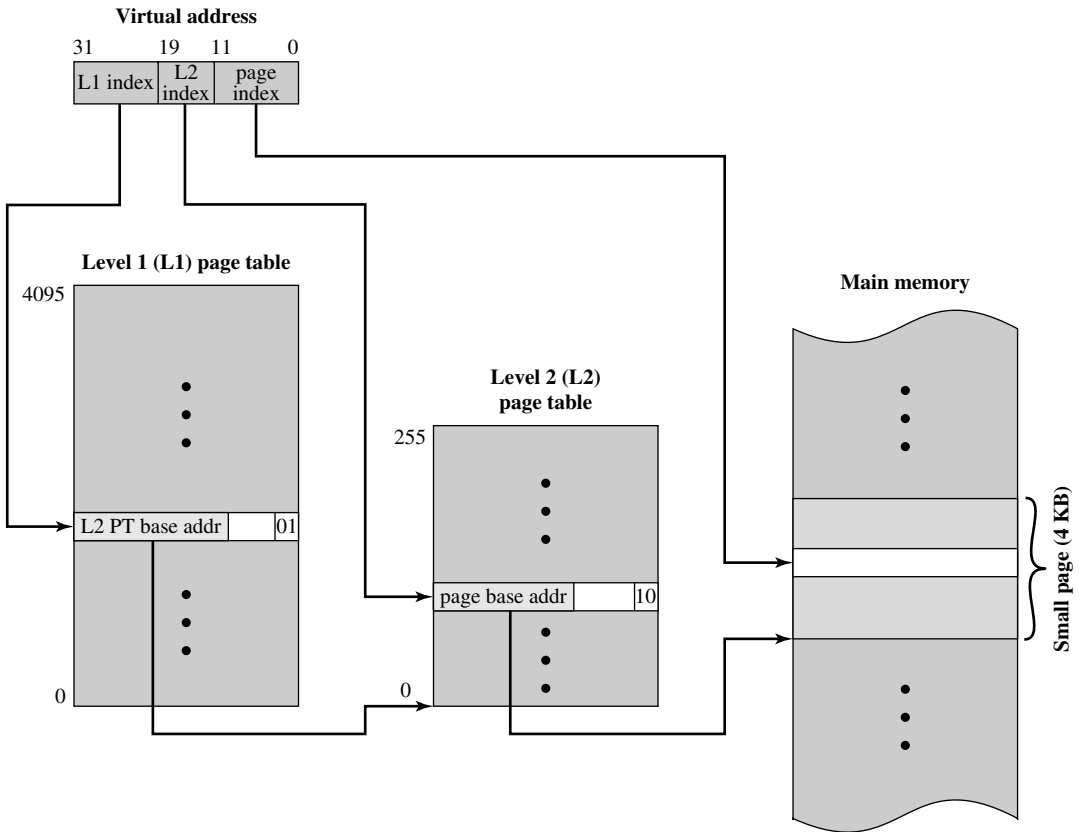 Virtual address
31 19 11 0
L1 index
L2
index
page
index
Level 1 (L1) page table
4095
L2 PT base addr
01
0
Level 2 (L2)
page table
255
page base addr
10
0
Main memory
Small page (4 KB)